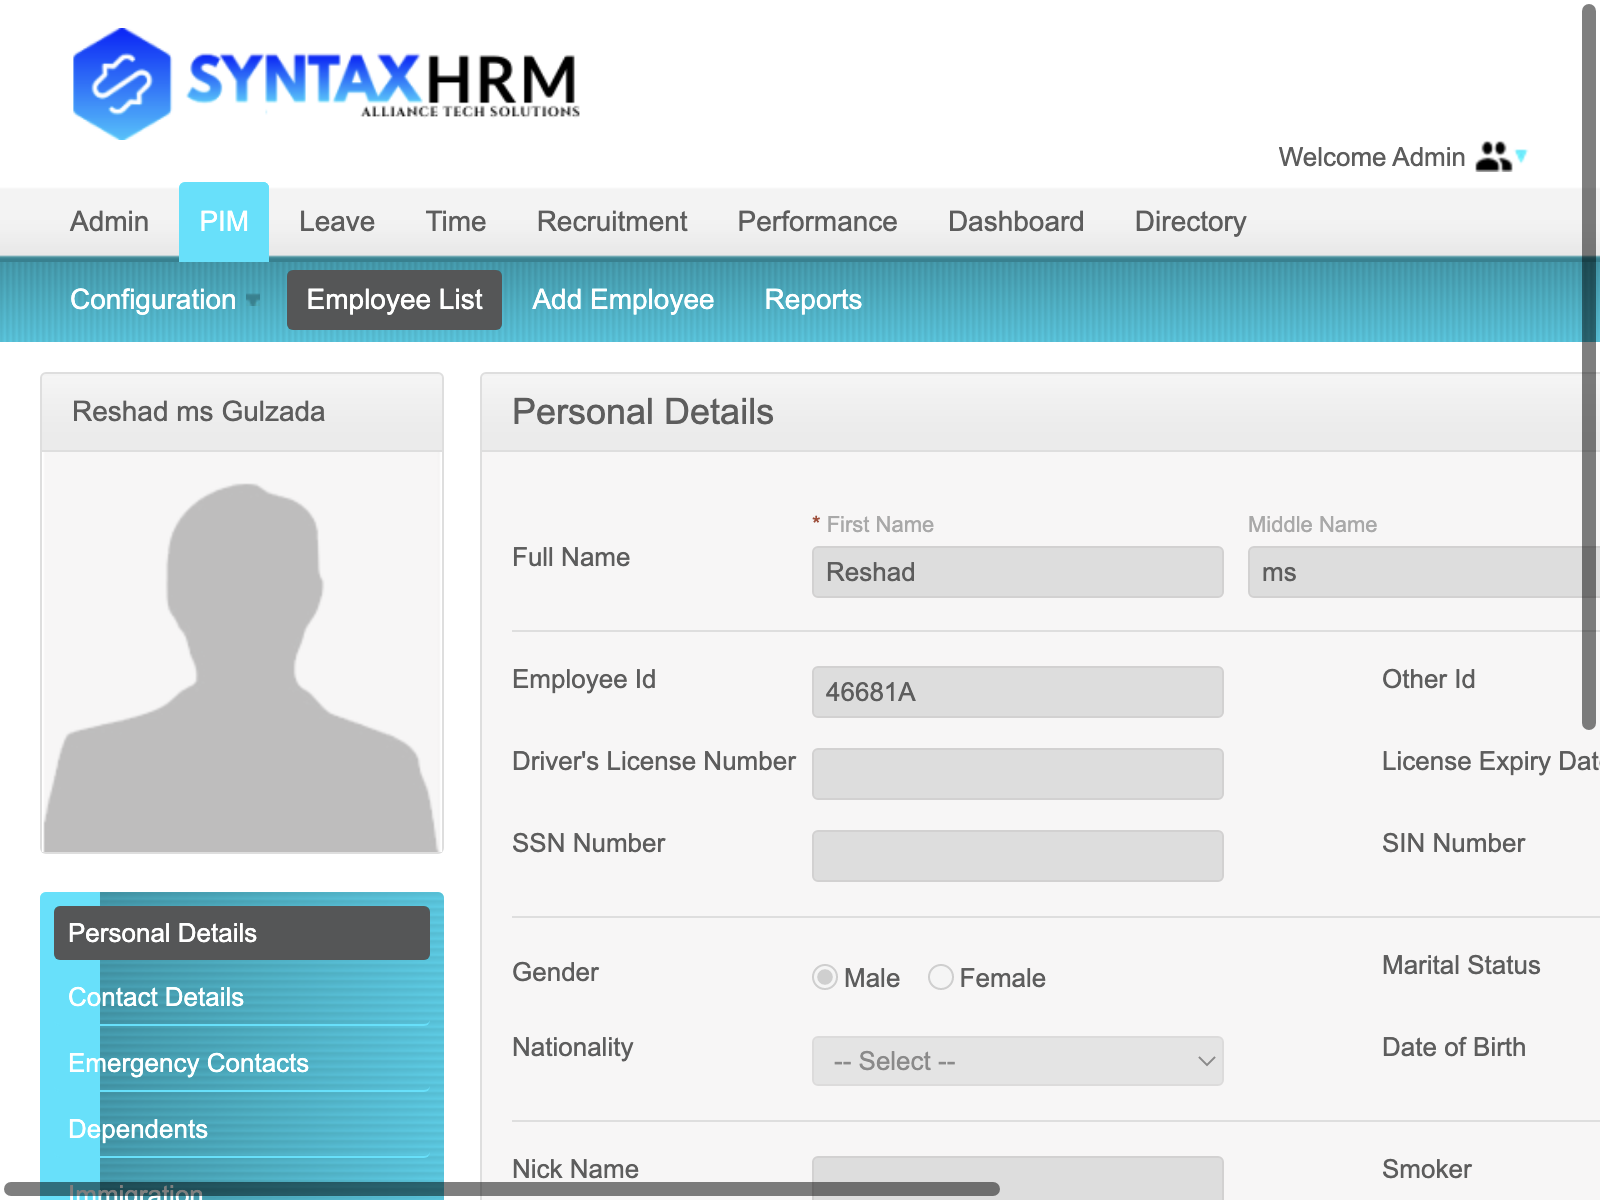 SYNTAXHRM
ALLIANCE TECH SOLUTIONS
Welcome Admin
Admin PIM Leave Time Recruitment Performance Dashboard Directory
Configuration Employee List Add Employee Reports
Reshad ms Gulzada
Personal Details
Contact Details
Emergency Contacts
Dependents
Immigration
Personal Details
* First Name Middle Name
Full Name Reshad ms
Employee Id 46681A Other Id
Driver's License Number License Expiry Date
SSN Number SIN Number
Gender Male Female Marital Status
Nationality -- Select -- Date of Birth
Nick Name Smoker